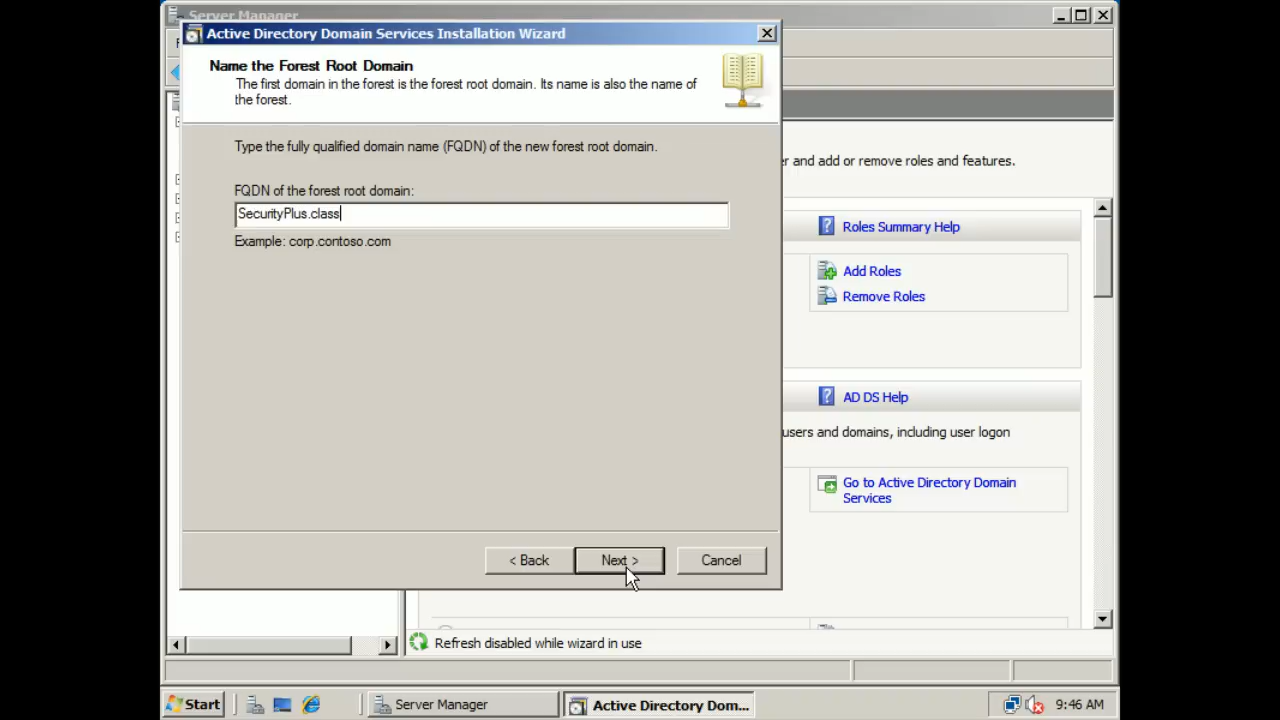 Server Manager
Active Directory Domain Services Installation Wizard
Name the Forest Root Domain
The first domain in the forest is the forest root domain. Its name is also the name of
the forest.
Type the fully qualified domain name (FQDN) of the new forest root domain.
FQDN of the forest root domain:
SecurityPlus.class
Example: corp.contoso.com
< Back
Next >
Cancel
and add or remove roles and features.
Roles Summary Help
Add Roles
Remove Roles
AD DS Help
users and domains, including user logon
Go to Active Directory Domain
Services
Refresh disabled while wizard in use
Start
Server Manager
Active Directory Dom...
9:46 AM